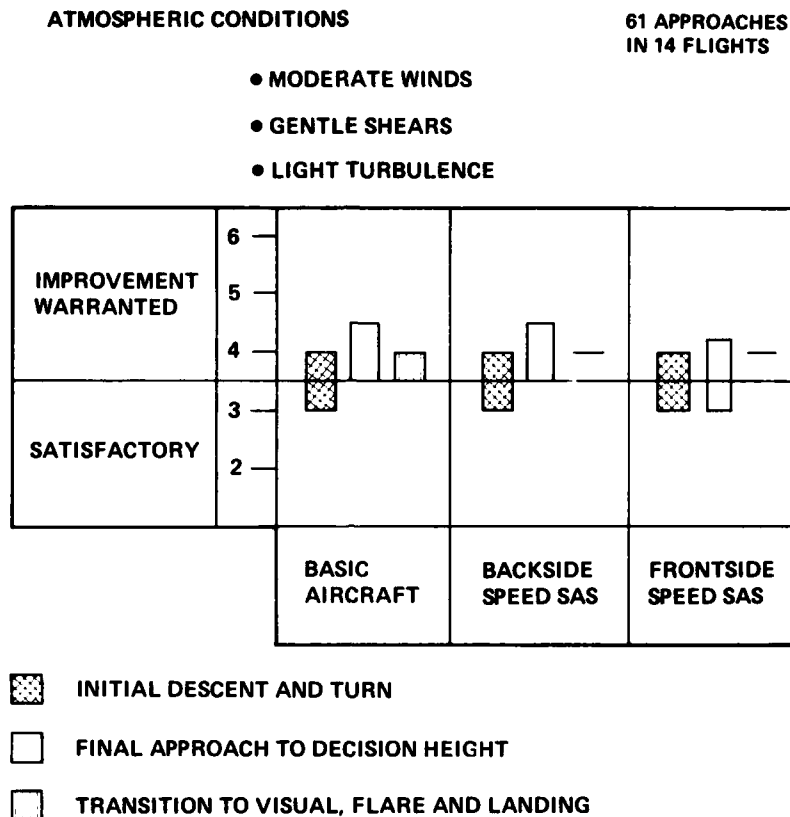 ATMOSPHERIC CONDITIONS
61 APPROACHES
IN 14 FLIGHTS
● MODERATE WINDS
● GENTLE SHEARS
● LIGHT TURBULENCE
IMPROVEMENT
WARRANTED
SATISFACTORY
6
5
4
3
2
BASIC
AIRCRAFT
BACKSIDE
SPEED SAS
FRONTSIDE
SPEED SAS
INITIAL DESCENT AND TURN
FINAL APPROACH TO DECISION HEIGHT
TRANSITION TO VISUAL, FLARE AND LANDING